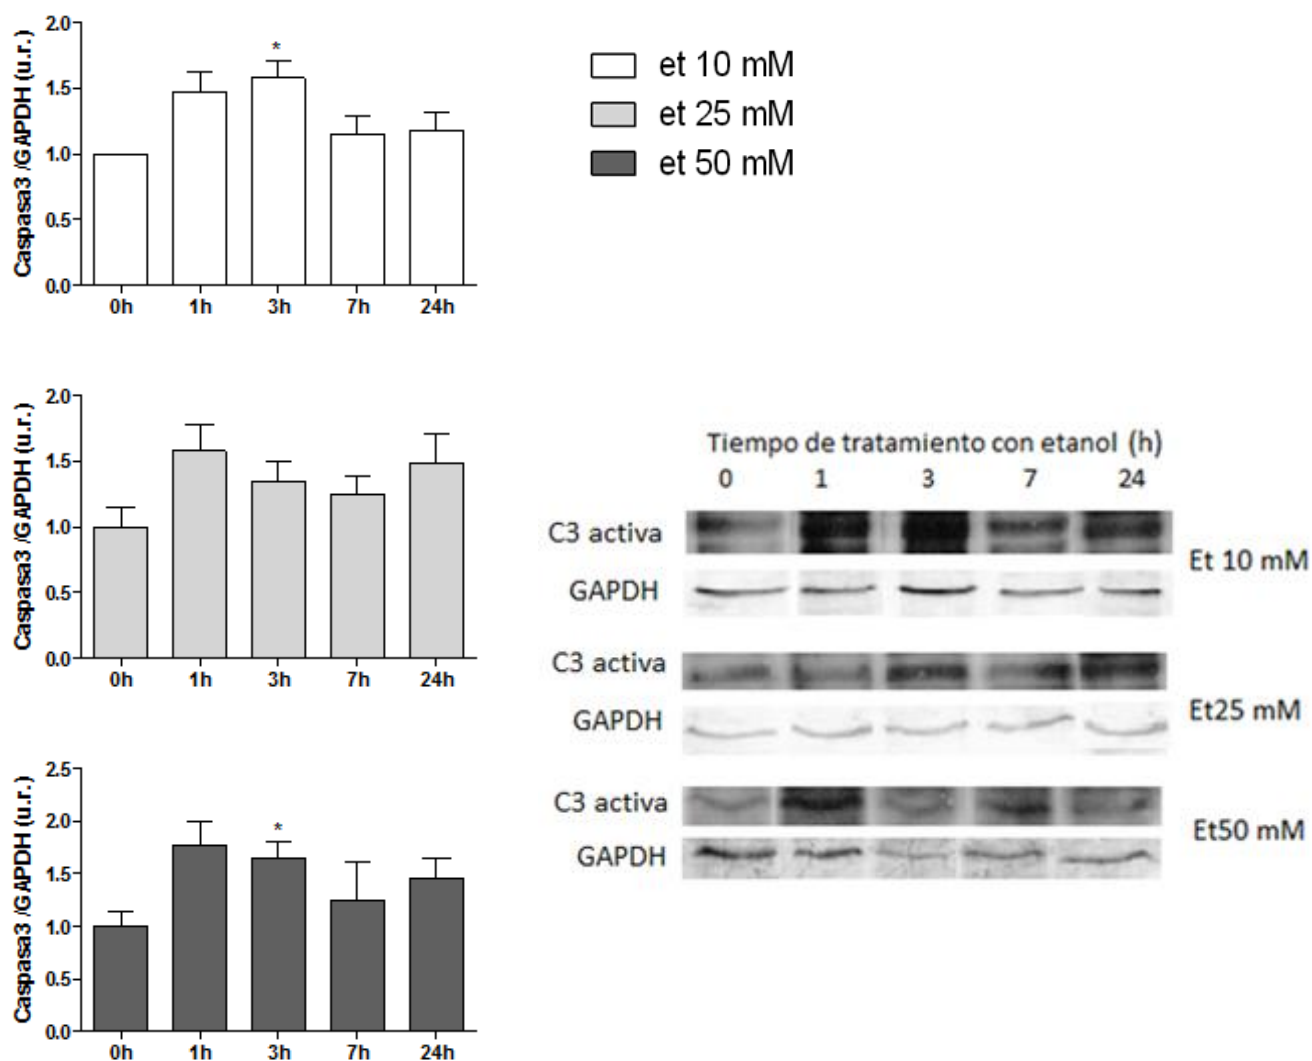 Caspasa3 /GAPDH (u.r.)
2.0
1.5
1.0
0.5
0.0
*
0h 1h 3h 7h 24h
et 10 mM
et 25 mM
et 50 mM
Caspasa3 /GAPDH (u.r.)
2.0
1.5
1.0
0.5
0.0
0h 1h 3h 7h 24h
Tiempo de tratamiento con etanol (h)
0 1 3 7 24
C3 activa
GAPDH
Et 10 mM
C3 activa
GAPDH
Et25 mM
C3 activa
GAPDH
Et50 mM
Caspasa3 /GAPDH (u.r.)
2.5
2.0
1.5
1.0
0.5
0.0
*
0h 1h 3h 7h 24h